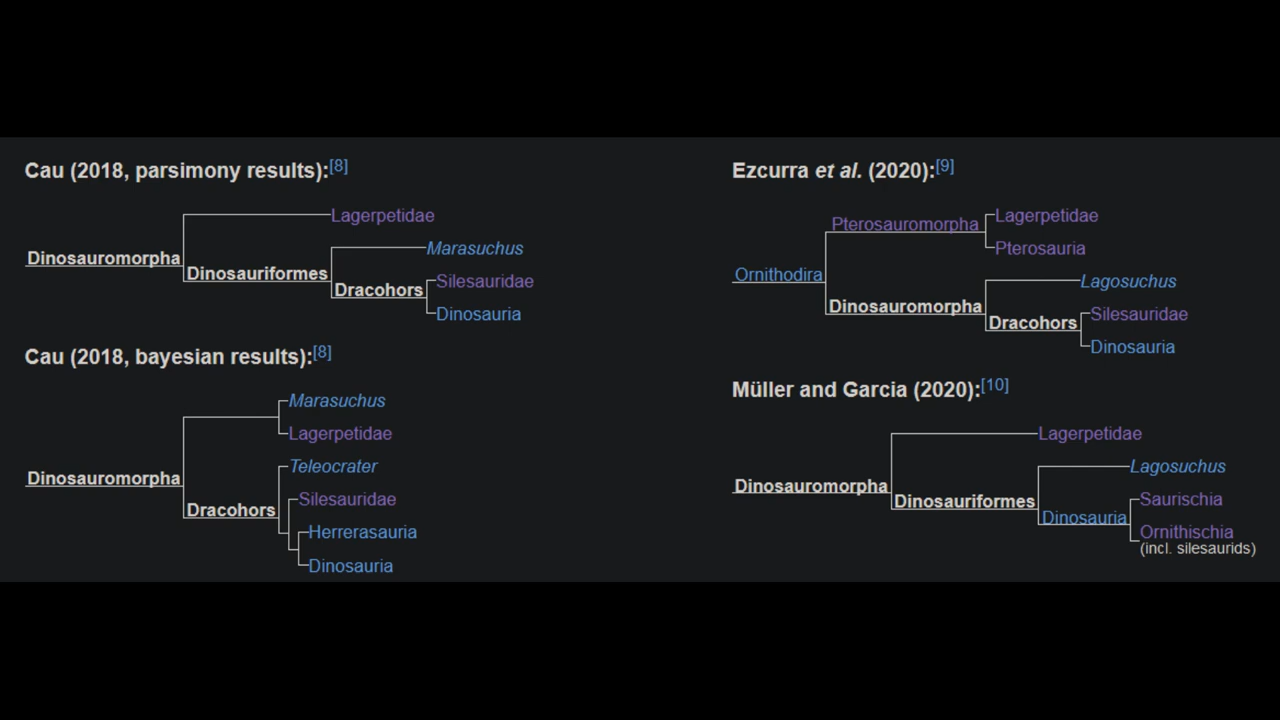 Cau (2018, parsimony results):[8]
Lagerpetidae
Dinosauromorpha
Marasuchus
Dinosauriformes
Silesauridae
Dracohors
Dinosauria
Cau (2018, bayesian results):[8]
Marasuchus
Lagerpetidae
Dinosauromorpha
Teleocrater
Dracohors
Silesauridae
Herrerasauria
Dinosauria
Ezcurra et al. (2020):[9]
Pterosauromorpha
Lagerpetidae
Pterosauria
Ornithodira
Lagosuchus
Dinosauromorpha
Silesauridae
Dracohors
Dinosauria
Müller and Garcia (2020):[10]
Lagerpetidae
Dinosauromorpha
Lagosuchus
Dinosauriformes
Saurischia
Dinosauria
Ornithischia
(incl. silesaurids)